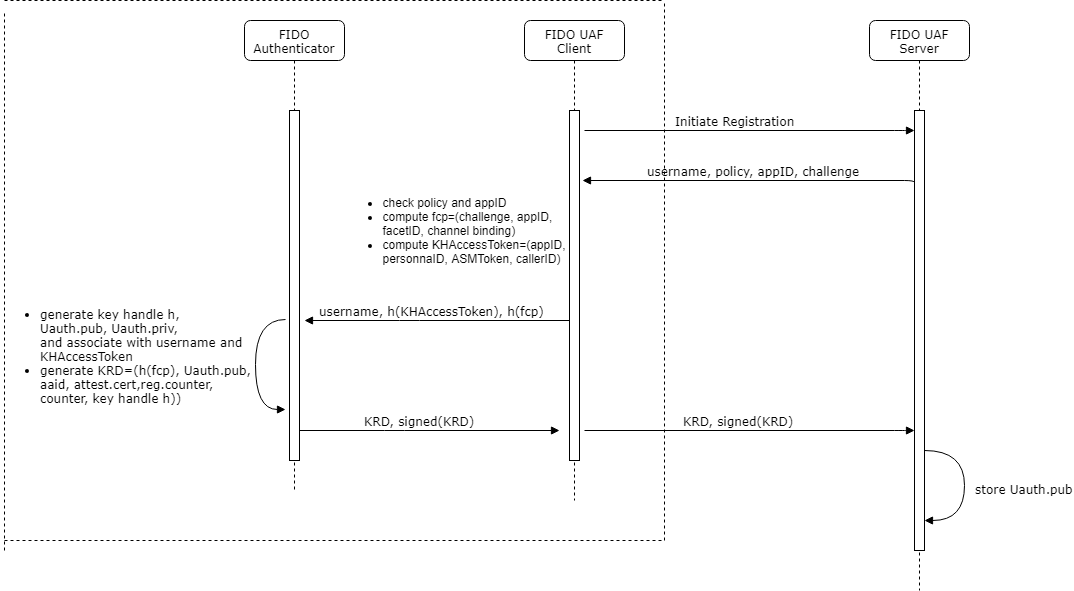 FIDO
Authenticator
FIDO UAF
Client
FIDO UAF
Server
Initiate Registration
username, policy, appID, challenge
• check policy and appID
• compute fcp=(challenge, appID,
facetID, channel binding)
• compute KHAccessToken=(appID,
personnaID, ASMToken, callerID)
username, h(KHAccessToken), h(fcp)
• generate key handle h,
Uauth.pub, Uauth.priv,
and associate with username and
KHAccessToken
• generate KRD=(h(fcp), Uauth.pub,
aaid, attest.cert,reg.counter,
counter, key handle h))
KRD, signed(KRD)
KRD, signed(KRD)
store Uauth.pub